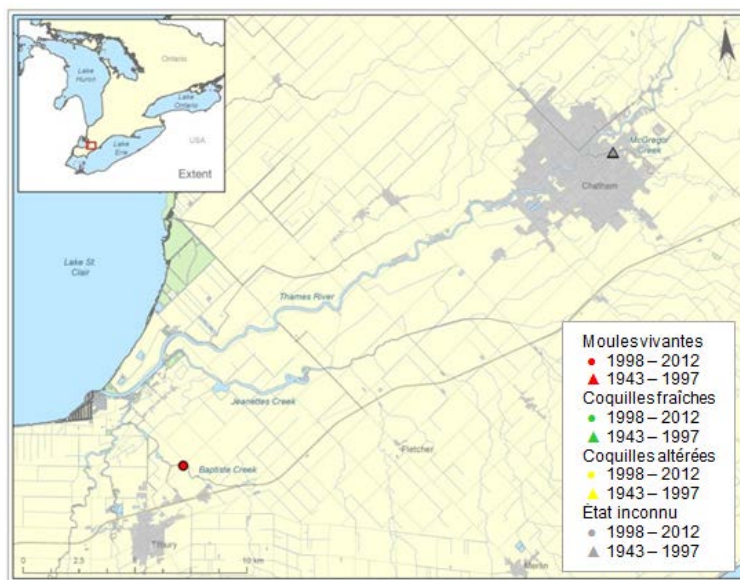 Ontario
Lake
Huron
Lake
Ontario
USA
Lake
Erie
Extent
McGregor
Creek
Chatham
Lake St.
Clair
Thames River
Jeanettes Creek
Baptiste Creek
Fletcher
Tilbury
Merlin
0 2.5 5 10 km
Moules vivantes
1998 – 2012
1943 – 1997
Coquilles fraîches
1998 – 2012
1943 – 1997
Coquilles altérées
1998 – 2012
1943 – 1997
État inconnu
1998 – 2012
1943 – 1997